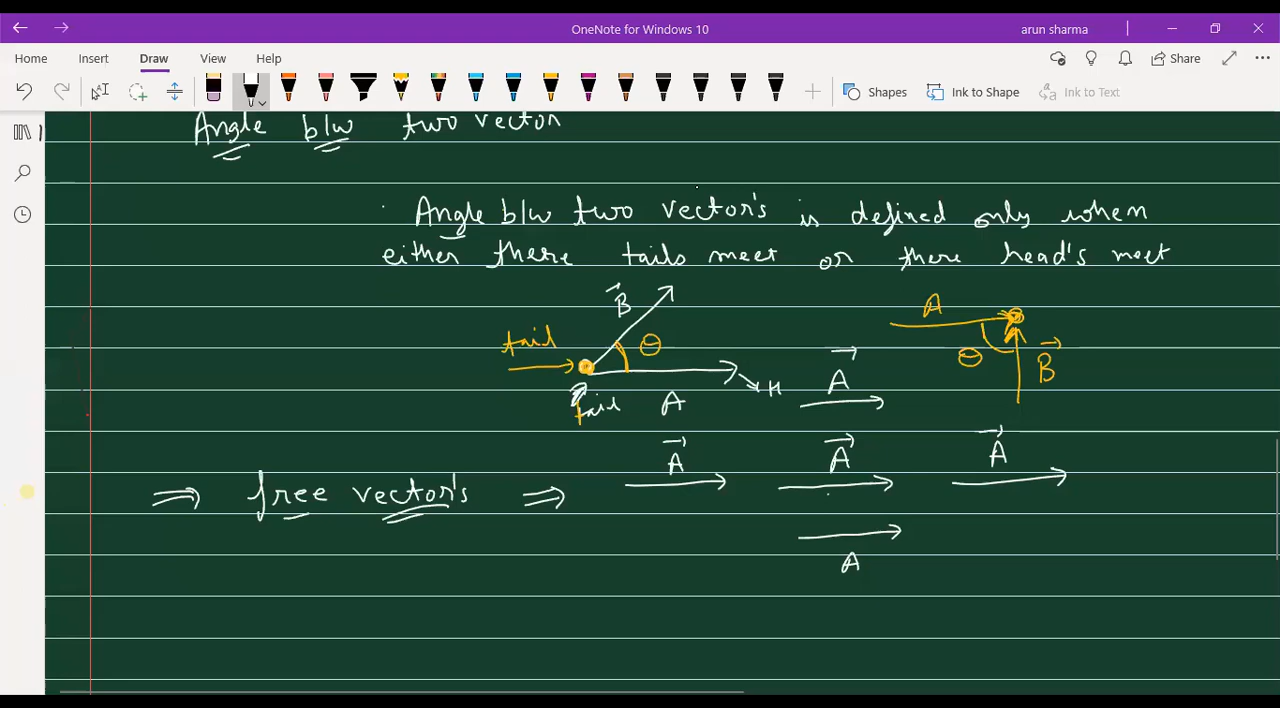 OneNote for Windows 10
arun sharma
Home Insert Draw View Help
Share
Shapes
Ink to Shape
Ink to Text
Angle b/w two vector
Angle b/w two vector's is defined only when
either there tails meet or there head's meet
B
A
tail
θ
θ
B
H
tail
A
A
A
A
A
free vector's
A